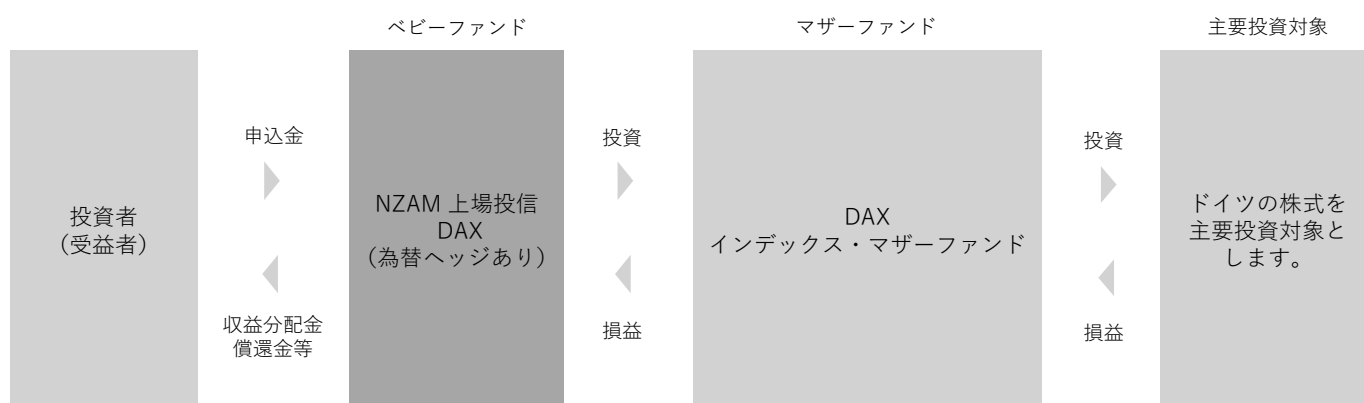 ベビーファンド
マザーファンド
主要投資対象
投資者
（受益者）
申込金
収益分配金
償還金等
NZAM 上場投信
DAX
（為替ヘッジあり）
投資
損益
DAX
インデックス・マザーファンド
投資
損益
ドイツの株式を
主要投資対象と
します。